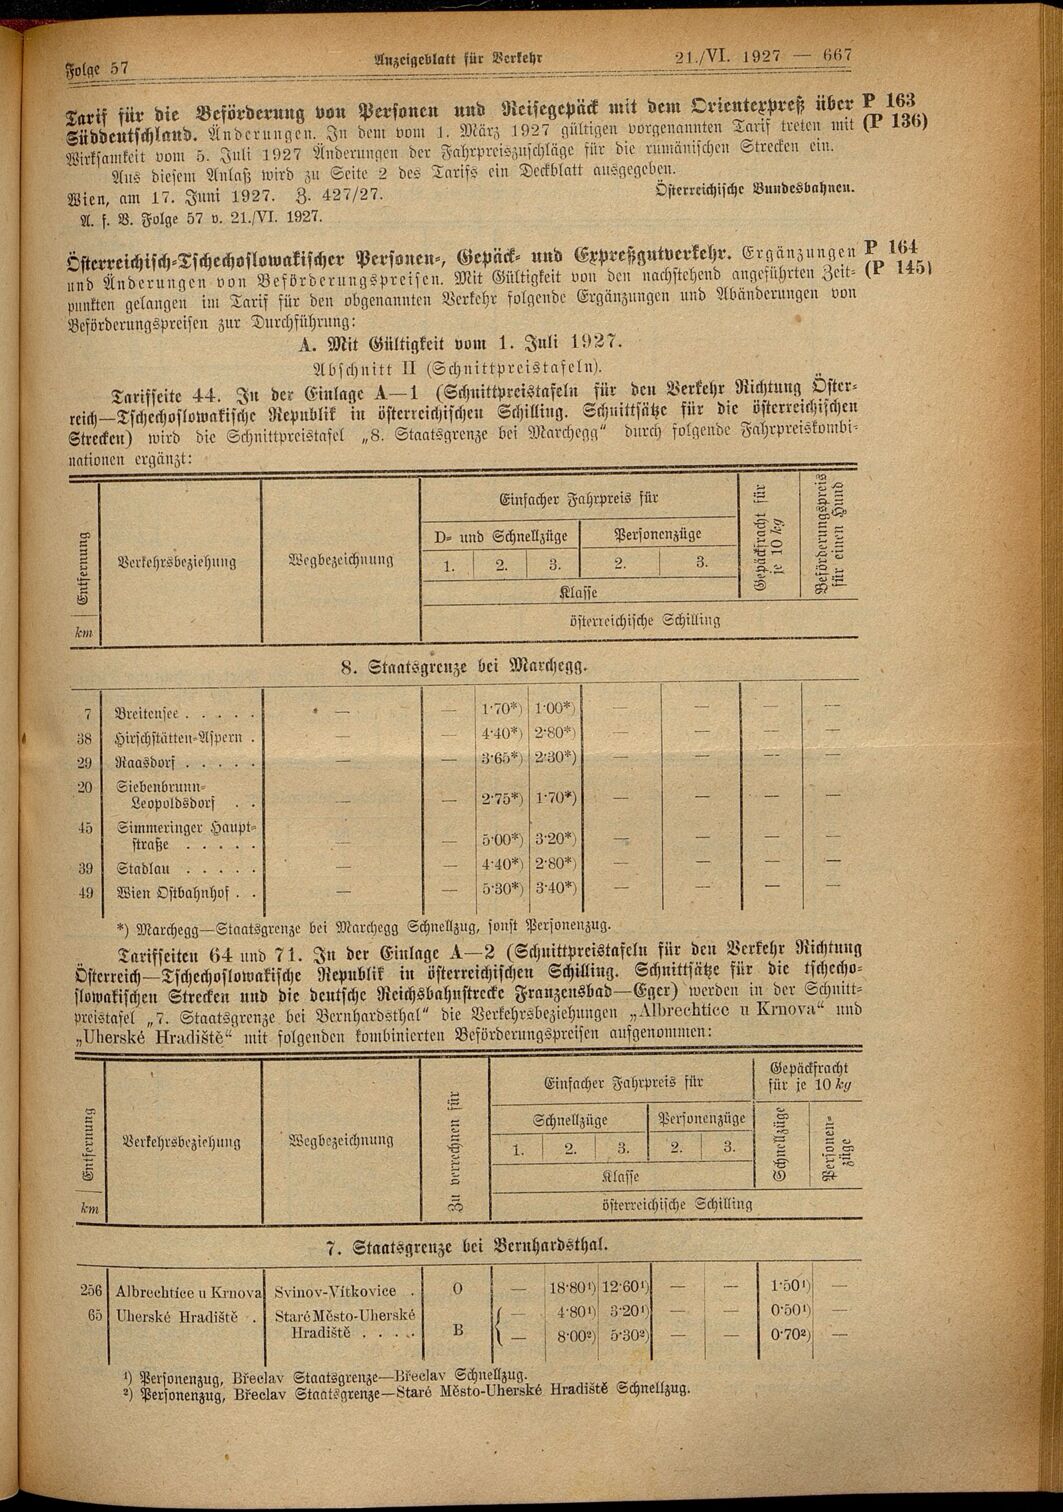 Folge 57 Anzeigeblatt für Verkehr 21./VI. 1927 — 667
Tarif für die Beförderung von Personen und Reisegepäck mit dem Orientexpreß über P 163
Süddeutschland. Änderungen. In dem vom 1. März 1927 gültigen vorgenannten Tarif treten mit (P 136)
Wirksamkeit vom 5. Juli 1927 Änderungen der Fahrpreiszuschläge für die rumänischen Strecken ein.
Aus diesem Anlaß wird zu Seite 2 des Tarifs ein Deckblatt ausgegeben.
Wien, am 17. Juni 1927. Z. 427/27. Österreichische Bundesbahnen.
A. f. V. Folge 57 v. 21./VI. 1927.
Österreichisch-Tschechoslowakischer Personen-, Gepäck- und Expreßgutverkehr. Ergänzungen P 164
und Änderungen von Beförderungspreisen. Mit Gültigkeit von den nachstehend angeführten Zeit- (P 145)
punkten gelangen im Tarif für den obgenannten Verkehr folgende Ergänzungen und Abänderungen von
Beförderungspreisen zur Durchführung:
A. Mit Gültigkeit vom 1. Juli 1927.
Abschnitt II (Schnittpreistafeln).
Tarifseite 44. In der Einlage A—1 (Schnittpreistafeln für den Verkehr Richtung Öster-
reich—Tschechoslowakische Republik in österreichischen Schilling. Schnittsätze für die österreichischen
Strecken) wird die Schnittpreistafel „8. Staatsgrenze bei Marchegg“ durch folgende Fahrpreiskombi-
nationen ergänzt:
Entfernung
km
Verkehrsbeziehung
Wegbezeichnung
Einfacher Fahrpreis für
D- und Schnellzüge Personenzüge
1. 2. 3. 2. 3.
Klasse
österreichische Schilling
Gepäckfracht für
je 10 kg
Beförderungspreis
für einen Hund
8. Staatsgrenze bei Marchegg.
7 Breitensee . . . . . — — 1·70*) 1·00*) — — — —
38 Hirschstätten-Aspern . — — 4·40*) 2·80*) — — — —
29 Raasdorf . . . . . — — 3·65*) 2·30*) — — — —
20 Siebenbrunn-
Leopoldsdorf . . — — 2·75*) 1·70*) — — — —
45 Simmeringer Haupt-
straße . . . . . — — 5·00*) 3·20*) — — — —
39 Stadlau . . . . . — — 4·40*) 2·80*) — — — —
49 Wien Ostbahnhof . . — — 5·30*) 3·40*) — — — —
*) Marchegg—Staatsgrenze bei Marchegg Schnellzug, sonst Personenzug.
Tarifseiten 64 und 71. In der Einlage A—2 (Schnittpreistafeln für den Verkehr Richtung
Österreich—Tschechoslowakische Republik in österreichischen Schilling. Schnittsätze für die tschecho-
slowakischen Strecken und die deutsche Reichsbahnstrecke Franzensbad—Eger) werden in der Schnitt-
preistafel „7. Staatsgrenze bei Bernhardsthal“ die Verkehrsbeziehungen „Albrechtice u Krnova“ und
„Uherské Hradiště“ mit folgenden kombinierten Beförderungspreisen aufgenommen:
Entfernung
km
Verkehrsbeziehung
Wegbezeichnung
Zu verrechnen für
Einfacher Fahrpreis für
Schnellzüge Personenzüge
1. 2. 3. 2. 3.
Klasse
österreichische Schilling
Gepäckfracht
für je 10 kg
Schnellzüge
Personen-
züge
7. Staatsgrenze bei Bernhardsthal.
256 Albrechtice u Krnova Svinov-Vítkovice . O — 18·80¹) 12·60¹) — — 1·50¹) —
65 Uherské Hradiště . Staré Město-Uherské { — 4·80¹) 3·20¹) — — 0·50¹) —
Hradiště . . . . B — 8·00²) 5·30²) — — 0·70²) —
¹) Personenzug, Břeclav Staatsgrenze—Břeclav Schnellzug.
²) Personenzug, Břeclav Staatsgrenze—Staré Město-Uherské Hradiště Schnellzug.